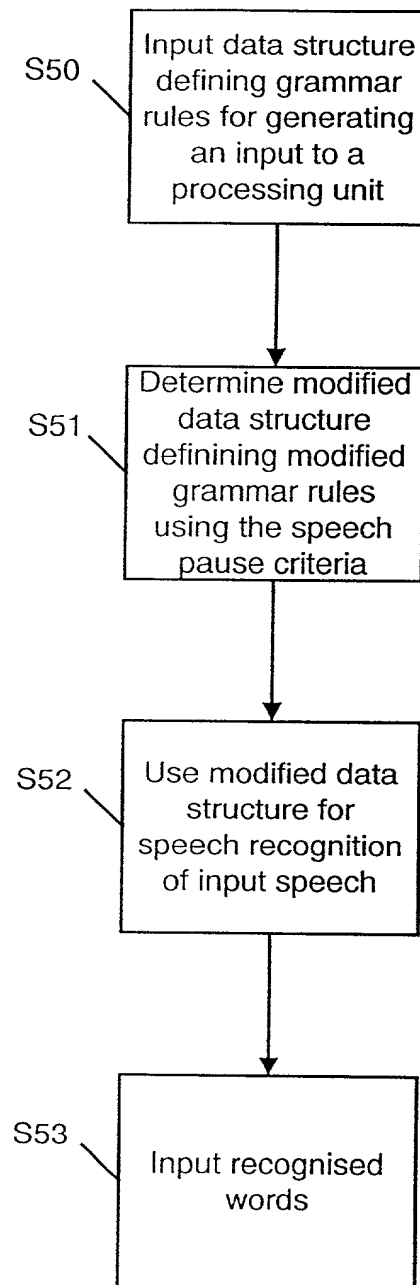 S50
Input data structure
defining grammar
rules for generating
an input to a
processing unit
S51
Determine modified
data structure
definining modified
grammar rules
using the speech
pause criteria
S52
Use modified data
structure for
speech recognition
of input speech
S53
Input recognised
words